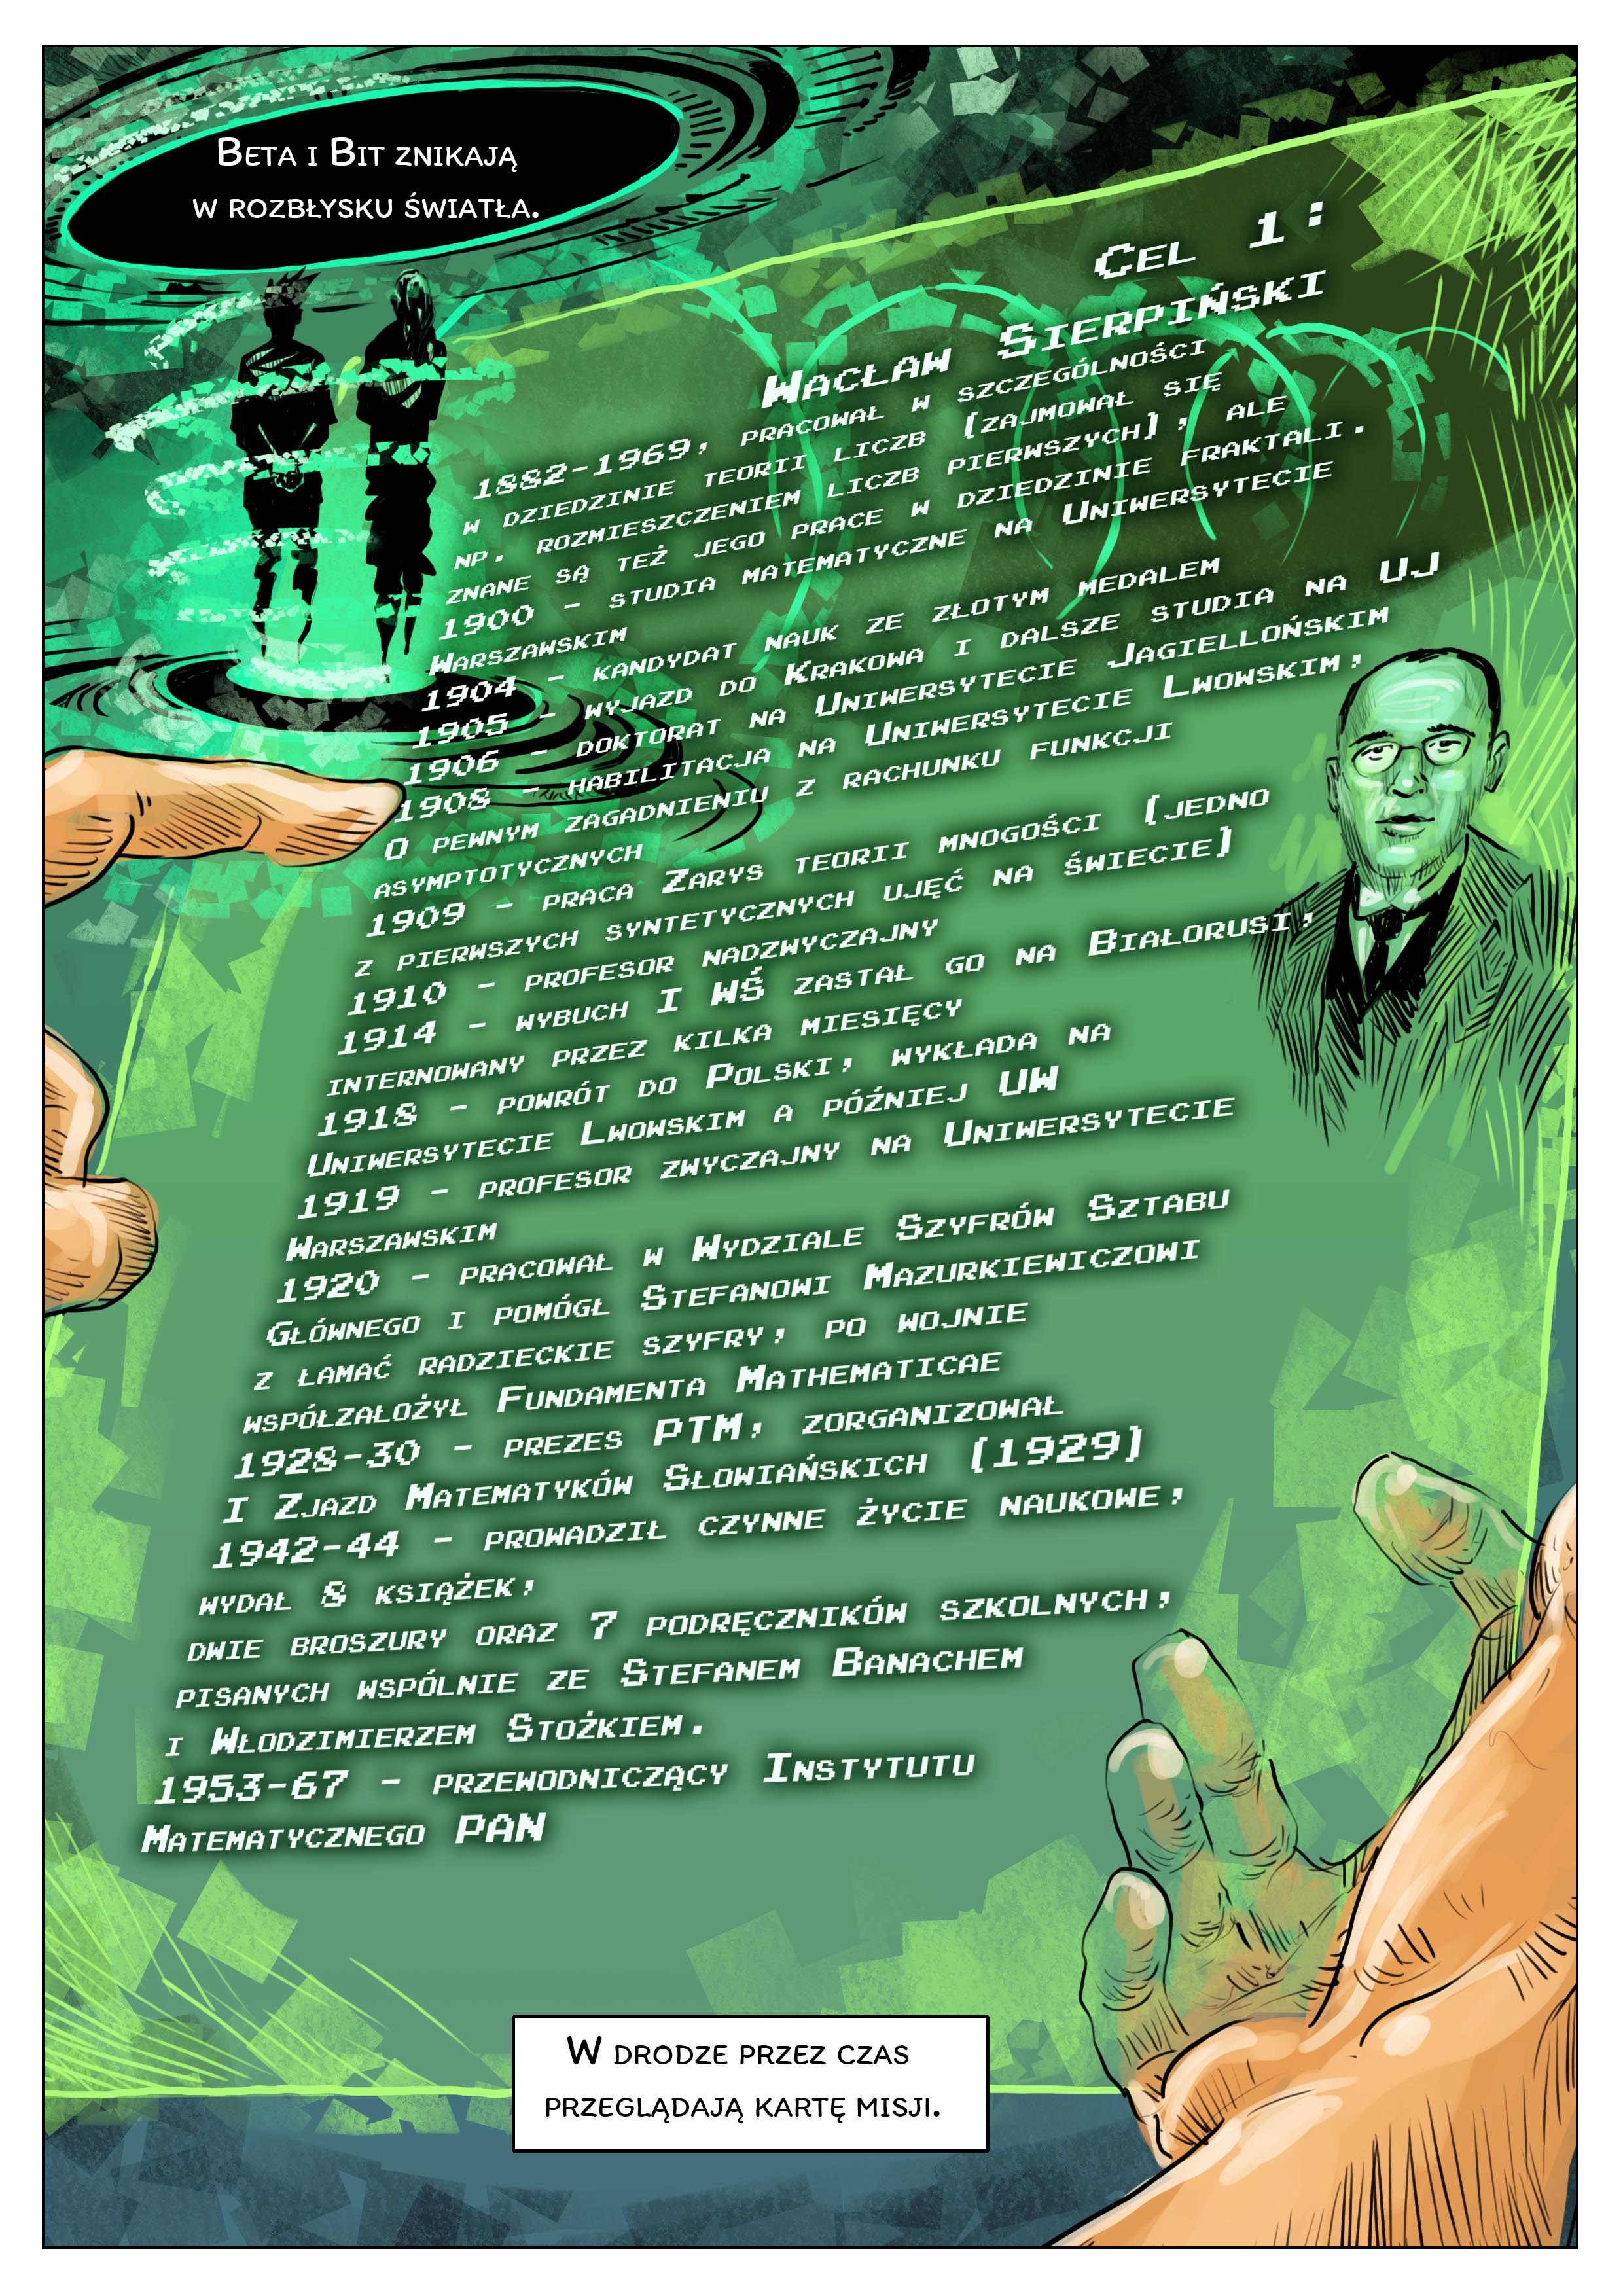 Beta i Bit znikają
w rozbłysku światła.
Cel 1:
Wacław Sierpiński
1882-1969, pracował w szczególności
w dziedzinie teorii liczb (zajmował się
np. rozmieszczeniem liczb pierwszych), ale
znane są też jego prace w dziedzinie fraktali.
1900 - studia matematyczne na Uniwersytecie
Warszawskim
1904 - kandydat nauk ze złotym medalem
1905 - wyjazd do Krakowa i dalsze studia na UJ
1906 - doktorat na Uniwersytecie Jagiellońskim
1908 - habilitacja na Uniwersytecie Lwowskim,
O pewnym zagadnieniu z rachunku funkcji
asymptotycznych
1909 - praca Zarys teorii mnogości (jedno
z pierwszych syntetycznych ujęć na świecie)
1910 - profesor nadzwyczajny
1914 - wybuch I WŚ zastał go na Białorusi,
internowany przez kilka miesięcy
1918 - powrót do Polski, wykłada na
Uniwersytecie Lwowskim a później UW
1919 - profesor zwyczajny na Uniwersytecie
Warszawskim
1920 - pracował w Wydziale Szyfrów Sztabu
Głównego i pomógł Stefanowi Mazurkiewiczowi
z łamać radzieckie szyfry, po wojnie
współzałożył Fundamenta Mathematicae
1928-30 - prezes PTM, zorganizował
I Zjazd Matematyków Słowiańskich (1929)
1942-44 - prowadził czynne życie naukowe,
wydał 8 książek,
dwie broszury oraz 7 podręczników szkolnych,
pisanych wspólnie ze Stefanem Banachem
i Włodzimierzem Stożkiem.
1953-67 - przewodniczący Instytutu
Matematycznego PAN
W drodze przez czas
przeglądają kartę misji.